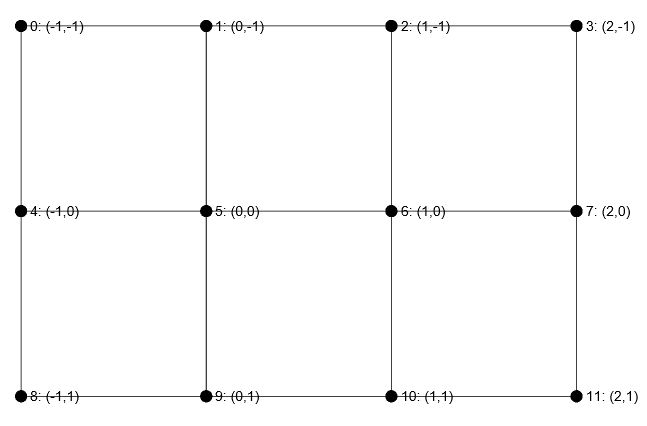 0: (-1,-1) 1: (0,-1) 2: (1,-1) 3: (2,-1)
4: (-1,0) 5: (0,0) 6: (1,0) 7: (2,0)
8: (-1,1) 9: (0,1) 10: (1,1) 11: (2,1)